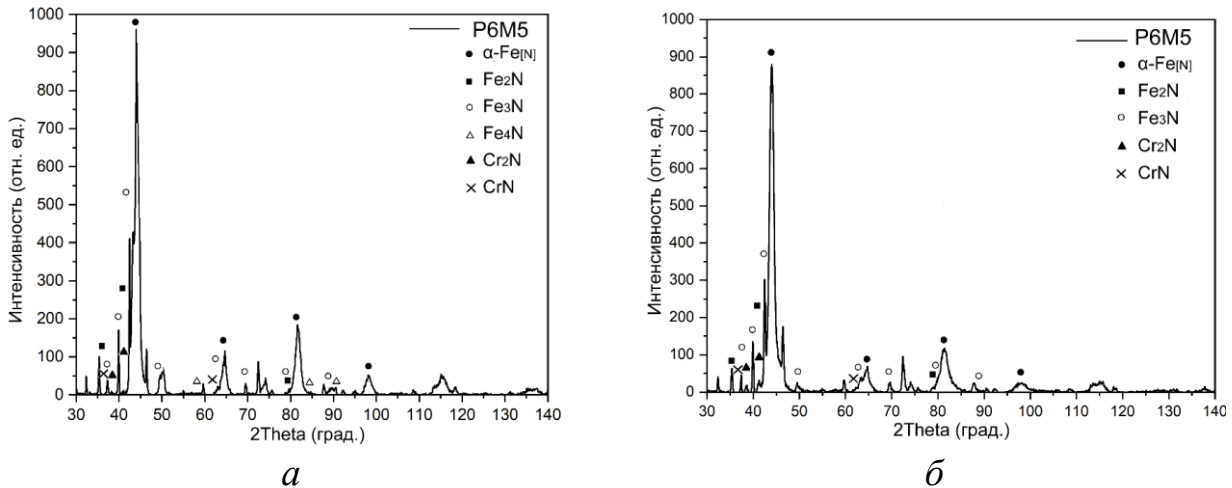 1000
900
800
700
600
500
400
300
200
100
0
Интенсивность (отн. ед.)
P6M5
α-Fe[N]
Fe2N
Fe3N
Fe4N
Cr2N
CrN
30 40 50 60 70 80 90 100 110 120 130 140
2Theta (град.)
а
1000
900
800
700
600
500
400
300
200
100
0
Интенсивность (отн. ед.)
P6M5
α-Fe[N]
Fe2N
Fe3N
Cr2N
CrN
30 40 50 60 70 80 90 100 110 120 130 140
2Theta (град.)
б